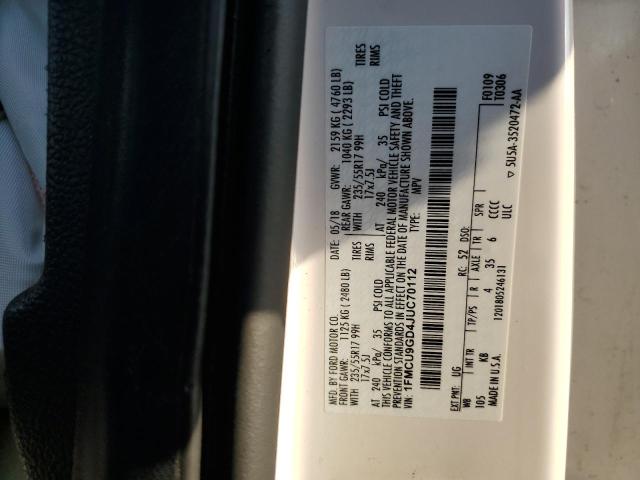 MFD. BY FORD MOTOR CO.
DATE: 05/18 GVWR: 2159 KG ( 4760 LB)
FRONT GAWR: 1125 KG ( 2480 LB) REAR GAWR: 1040 KG ( 2293 LB)
WITH 235/55R17 99H TIRES WITH 235/55R17 99H TIRES
17x7.5J RIMS 17x7.5J RIMS
AT 240 kPa/ 35 PSI COLD AT 240 kPa/ 35 PSI COLD
THIS VEHICLE CONFORMS TO ALL APPLICABLE FEDERAL MOTOR VEHICLE SAFETY AND THEFT
PREVENTION STANDARDS IN EFFECT ON THE DATE OF MANUFACTURE SHOWN ABOVE.
VIN: 1FMCU9GD4JUC70112
TYPE: MPV
F0109
T0306
EXT PNT: UG RC: 52 DSO:
WB INT TR TP/PS R AXLE TR SPR
105 KB 4 35 6 CCCC
MADE IN U.S.A. 1201805246131 ULC
5U5A-3520472-AA